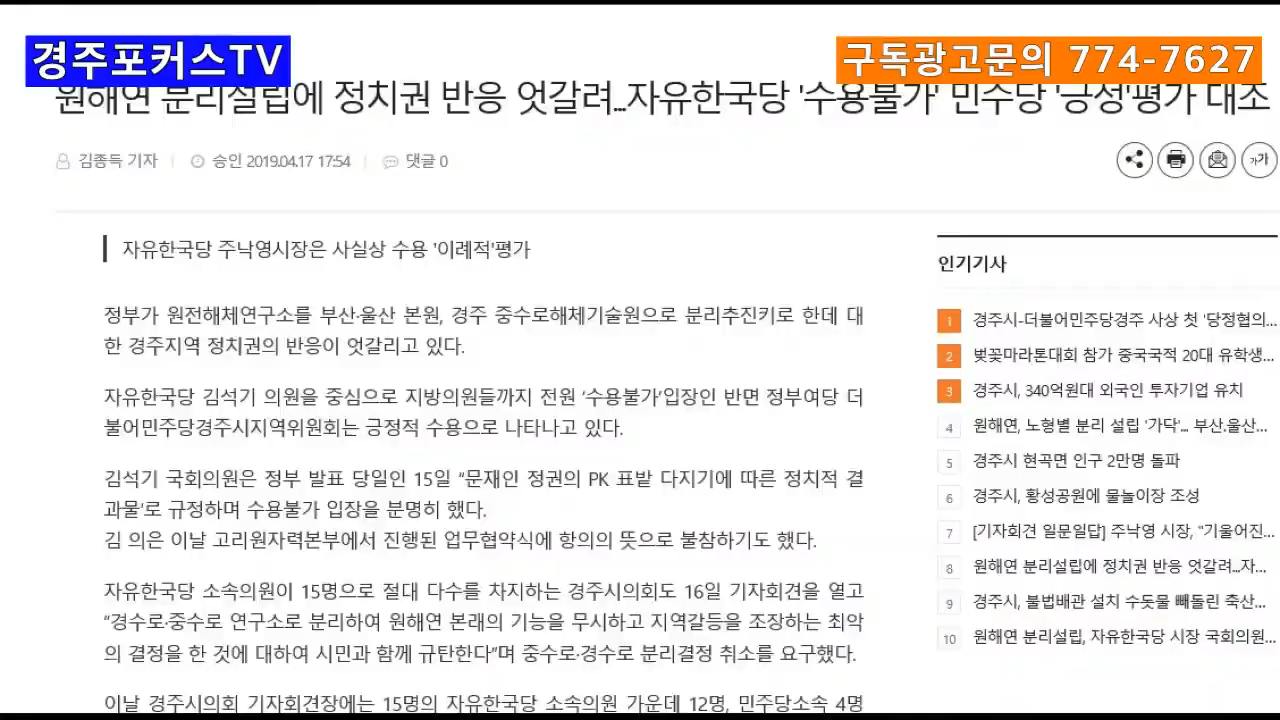 경주포커스TV
구독광고문의 774-7627
원해연 분리설립에 정치권 반응 엇갈려...자유한국당 '수용불가' 민주당 '긍정'평가 대조
김종득 기자 | 승인 2019.04.17 17:54 | 댓글 0
가가
자유한국당 주낙영시장은 사실상 수용 '이례적'평가
정부가 원전해체연구소를 부산·울산 본원, 경주 중수로해체기술원으로 분리추진키로 한데 대
한 경주지역 정치권의 반응이 엇갈리고 있다.
자유한국당 김석기 의원을 중심으로 지방의원들까지 전원 ‘수용불가’입장인 반면 정부여당 더
불어민주당경주시지역위원회는 긍정적 수용으로 나타나고 있다.
김석기 국회의원은 정부 발표 당일인 15일 “문재인 정권의 PK 표밭 다지기에 따른 정치적 결
과물’로 규정하며 수용불가 입장을 분명히 했다.
김 의은 이날 고리원자력본부에서 진행된 업무협약식에 항의의 뜻으로 불참하기도 했다.
자유한국당 소속의원이 15명으로 절대 다수를 차지하는 경주시의회도 16일 기자회견을 열고
“경수로·중수로 연구소로 분리하여 원해연 본래의 기능을 무시하고 지역갈등을 조장하는 최악
의 결정을 한 것에 대하여 시민과 함께 규탄한다”며 중수로·경수로 분리결정 취소를 요구했다.
이날 경주시의회 기자회견장에는 15명의 자유한국당 소속의원 가운데 12명, 민주당소속 4명
인기기사
1 경주시-더불어민주당경주 사상 첫 '당정협의...
2 벚꽃마라톤대회 참가 중국국적 20대 유학생...
3 경주시, 340억원대 외국인 투자기업 유치
4 원해연, 노형별 분리 설립 '가닥'... 부산.울산...
5 경주시 현곡면 인구 2만명 돌파
6 경주시, 황성공원에 물놀이장 조성
7 [기자회견 일문일답] 주낙영 시장, "기울어진...
8 원해연 분리설립에 정치권 반응 엇갈려...자...
9 경주시, 불법배관 설치 수돗물 빼돌린 축산...
10 원해연 분리설립, 자유한국당 시장 국회의원...